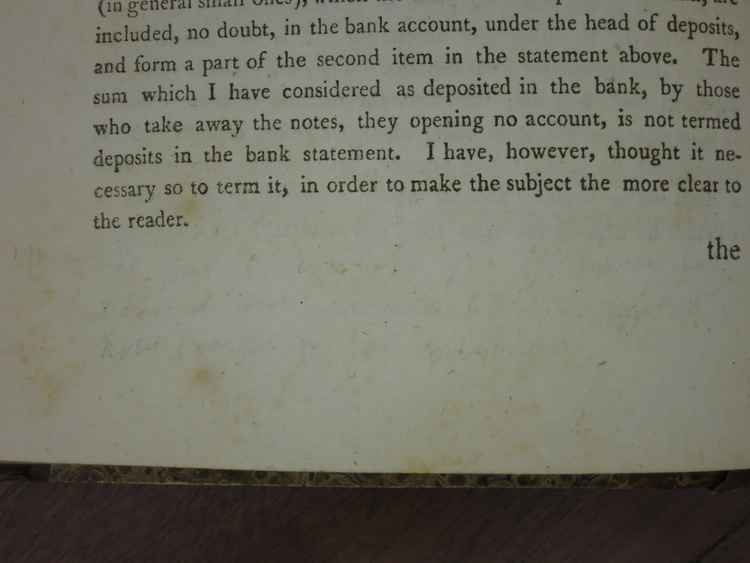 (in general small ones), which
included, no doubt, in the bank account, under the head of deposits,
and form a part of the second item in the statement above. The
sum which I have considered as deposited in the bank, by those
who take away the notes, they opening no account, is not termed
deposits in the bank statement. I have, however, thought it ne-
cessary so to term it, in order to make the subject the more clear to
the reader.
the